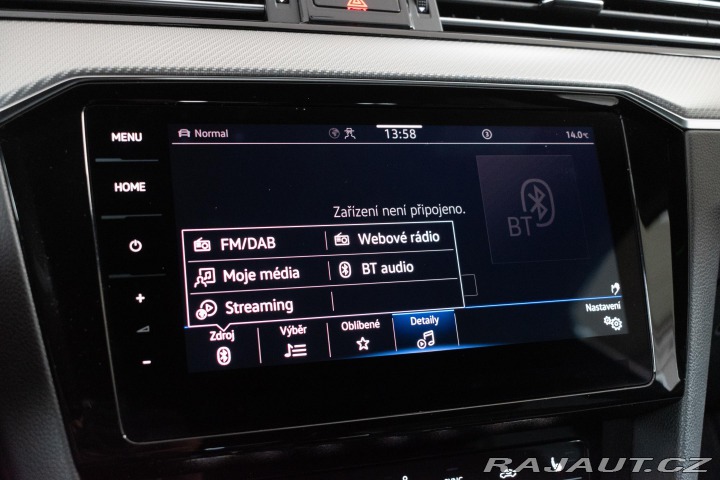 MENU
HOME
Normal
13:58
3
14.0°C
Zařízení není připojeno.
BT
FM/DAB
Webové rádio
Moje média
BT audio
Streaming
Nastavení
Zdroj
Výběr
Oblíbené
Detaily
+
-
RAJAUT.CZ